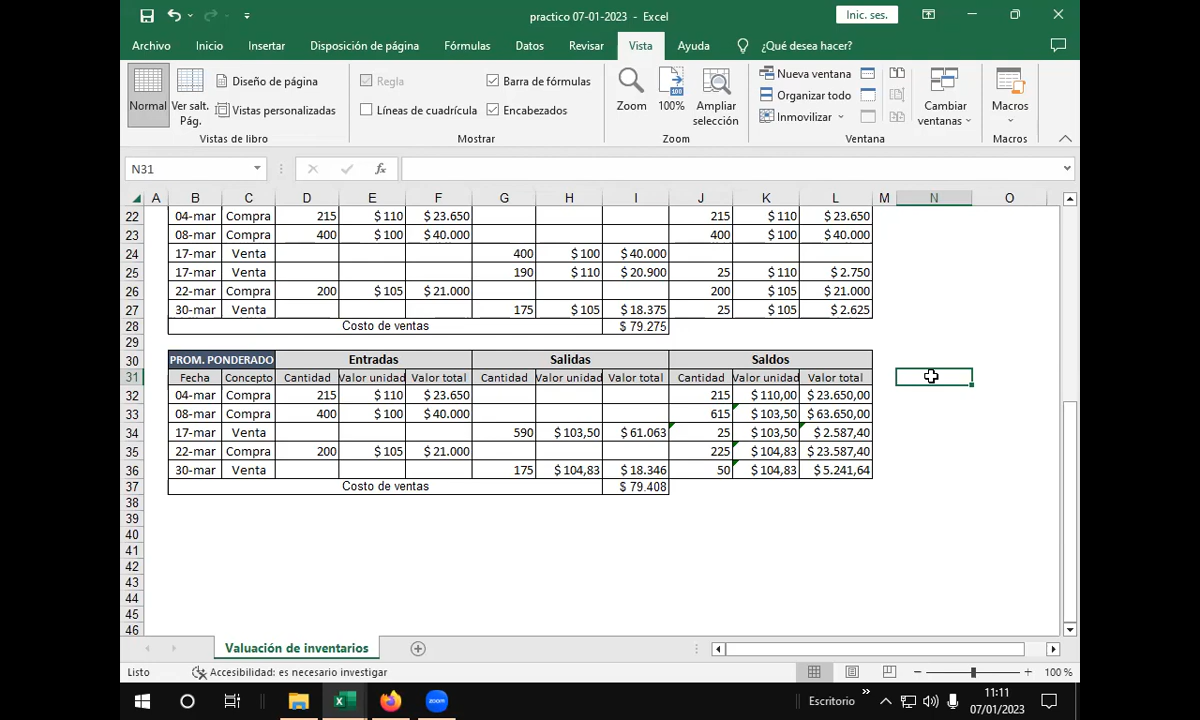 practico 07-01-2023 - Excel
Inic. ses.
Archivo Inicio Insertar Disposición de página Fórmulas Datos Revisar Vista Ayuda ¿Qué desea hacer?
Normal
Ver salt. Pág.
Diseño de página
Vistas personalizadas
Vistas de libro
Regla
Barra de fórmulas
Líneas de cuadrícula
Encabezados
Mostrar
Zoom
100
100%
Ampliar selección
Zoom
Nueva ventana
Organizar todo
Inmovilizar
Cambiar ventanas
Ventana
Macros
Macros
N31 fx
A B C D E F G H I J K L M N O
22 04-mar Compra 215 $ 110 $ 23.650 215 $ 110 $ 23.650
23 08-mar Compra 400 $ 100 $ 40.000 400 $ 100 $ 40.000
24 17-mar Venta 400 $ 100 $ 40.000
25 17-mar Venta 190 $ 110 $ 20.900 25 $ 110 $ 2.750
26 22-mar Compra 200 $ 105 $ 21.000 200 $ 105 $ 21.000
27 30-mar Venta 175 $ 105 $ 18.375 25 $ 105 $ 2.625
28 Costo de ventas $ 79.275
29
30 PROM. PONDERADO Entradas Salidas Saldos
31 Fecha Concepto Cantidad Valor unidad Valor total Cantidad Valor unidad Valor total Cantidad Valor unidad Valor total
32 04-mar Compra 215 $ 110 $ 23.650 215 $ 110,00 $ 23.650,00
33 08-mar Compra 400 $ 100 $ 40.000 615 $ 103,50 $ 63.650,00
34 17-mar Venta 590 $ 103,50 $ 61.063 25 $ 103,50 $ 2.587,40
35 22-mar Compra 200 $ 105 $ 21.000 225 $ 104,83 $ 23.587,40
36 30-mar Venta 175 $ 104,83 $ 18.346 50 $ 104,83 $ 5.241,64
37 Costo de ventas $ 79.408
38
39
40
41
42
43
44
45
46
Valuación de inventarios
Listo Accesibilidad: es necesario investigar 100 %
zoom Escritorio 11:11
07/01/2023